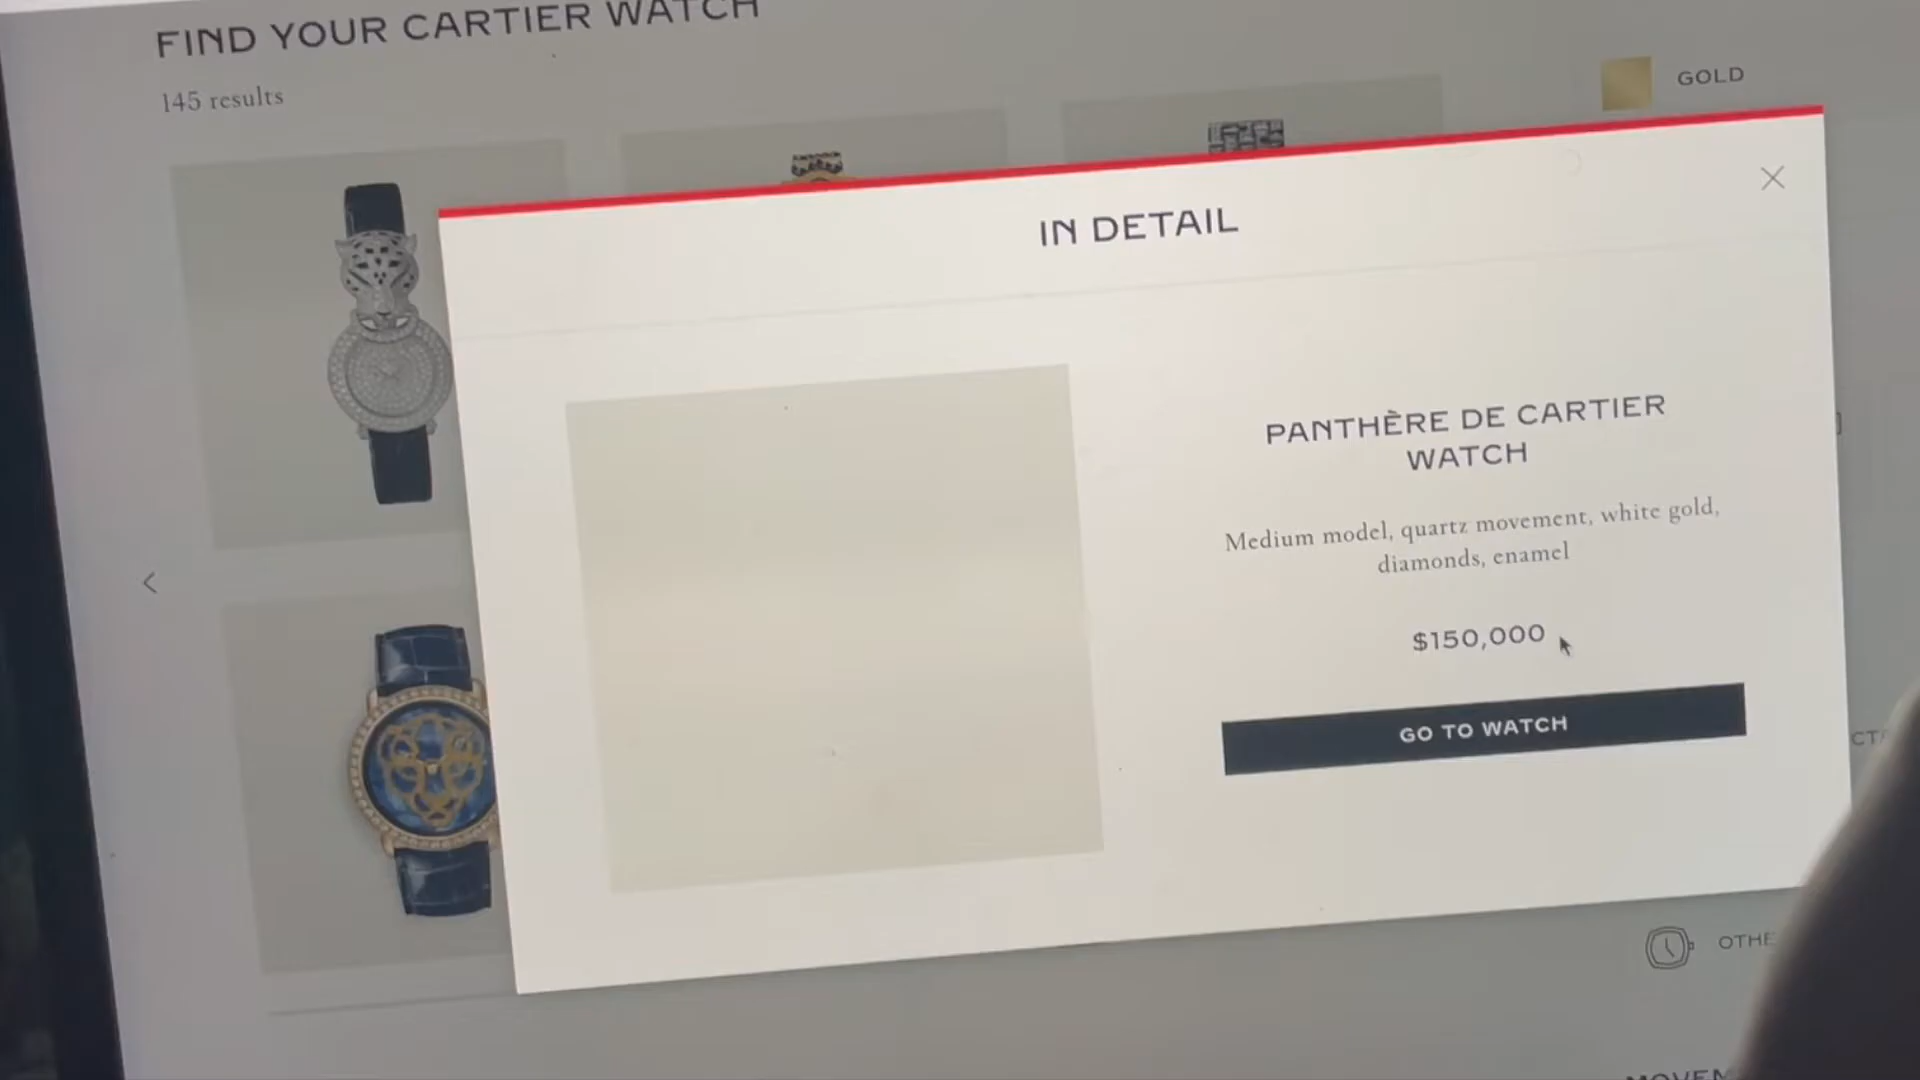 FIND YOUR CARTIER WATCH
145 results
GOLD
IN DETAIL
PANTHÈRE DE CARTIER
WATCH
Medium model, quartz movement, white gold,
diamonds, enamel
$150,000
GO TO WATCH